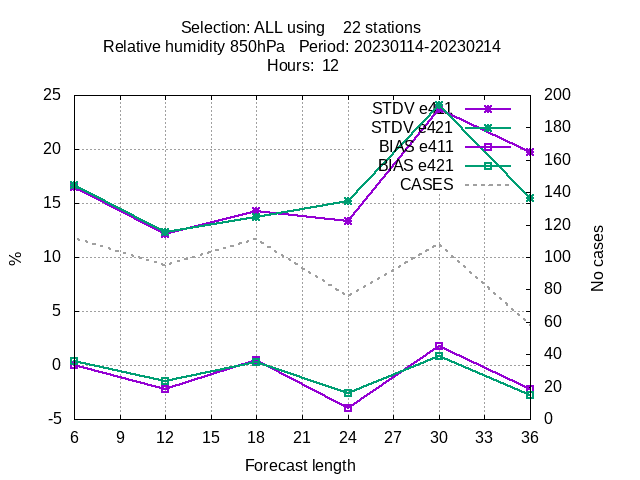 Selection: ALL using    22 stations
Relative humidity 850hPa   Period: 20230114-20230214
Hours:  12
25
20
15
10
5
0
-5
%
STDV e411
STDV e421
BIAS e411
BIAS e421
CASES
200
180
160
140
120
100
80
60
40
20
0
No cases
6 9 12 15 18 21 24 27 30 33 36
Forecast length